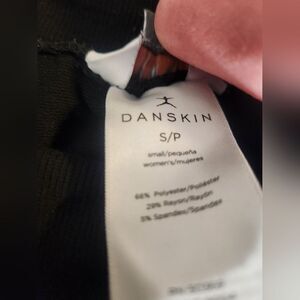 DANSKIN
S/P
small/pequeña
women's/mujeres
66% Polyester/Poliéster
29% Rayon/Rayón
5% Spandex/Spandex